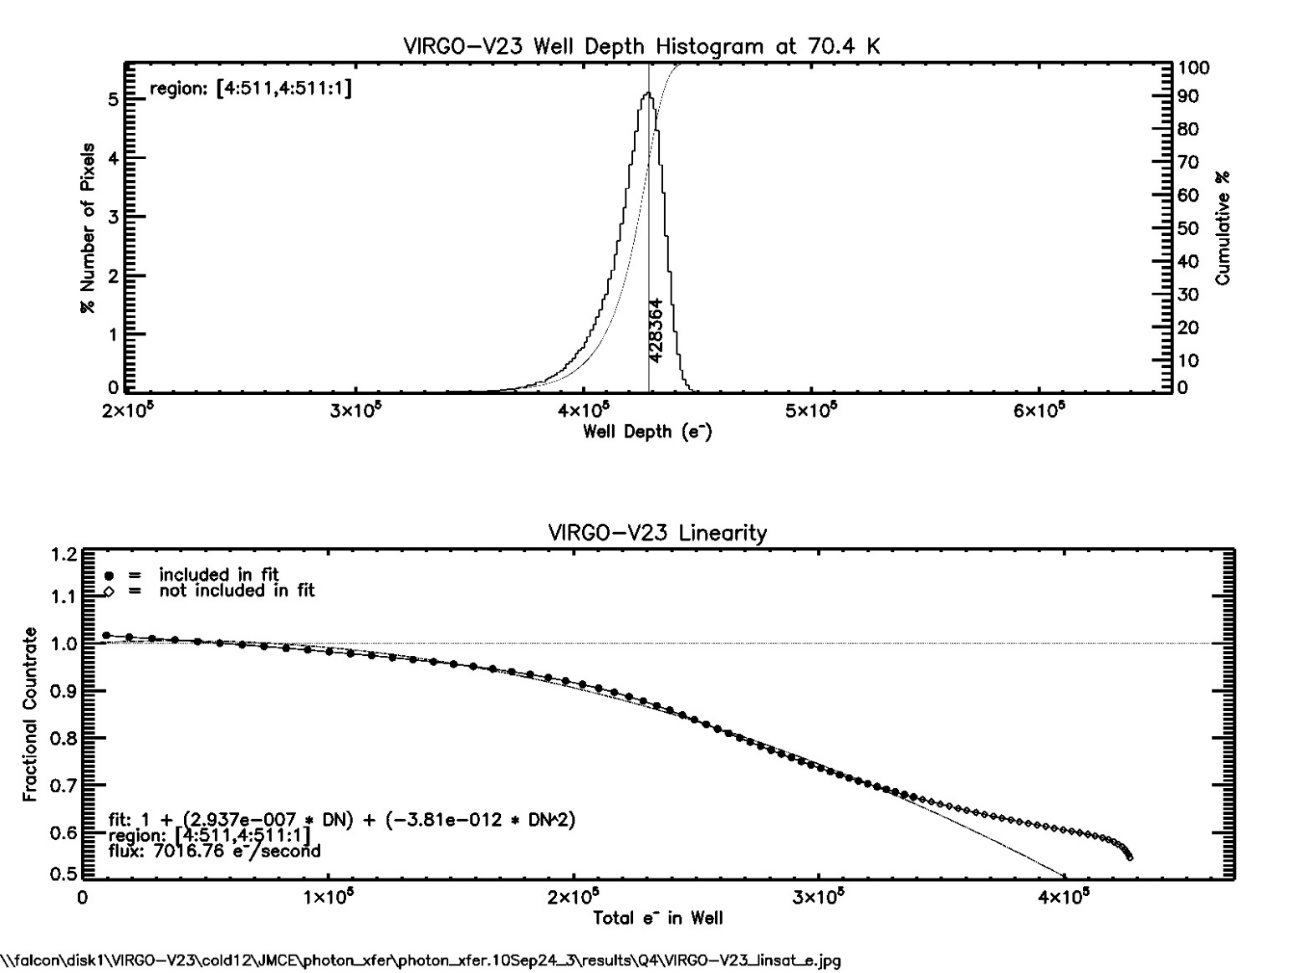 VIRGO-V23 Well Depth Histogram at 70.4 K
region: [4:511,4:511:1]
% Number of Pixels
5
4
3
2
1
0
100
90
80
70
60
50
40
30
20
10
0
Cumulative %
428364
2×10⁵ 3×10⁵ 4×10⁵ 5×10⁵ 6×10⁵
Well Depth (e⁻)
VIRGO-V23 Linearity
● = included in fit
◇ = not included in fit
Fractional Countrate
1.2
1.1
1.0
0.9
0.8
0.7
0.6
0.5
fit: 1 + (2.937e-007 * DN) + (-3.81e-012 * DN^2)
region: [4:511,4:511:1]
flux: 7016.76 e⁻/second
0 1×10⁵ 2×10⁵ 3×10⁵ 4×10⁵
Total e⁻ in Well
\\falcon\disk1\VIRGO-V23\cold12\JMCE\photon_xfer\photon_xfer.10Sep24_3\results\Q4\VIRGO-V23_linsat_e.jpg